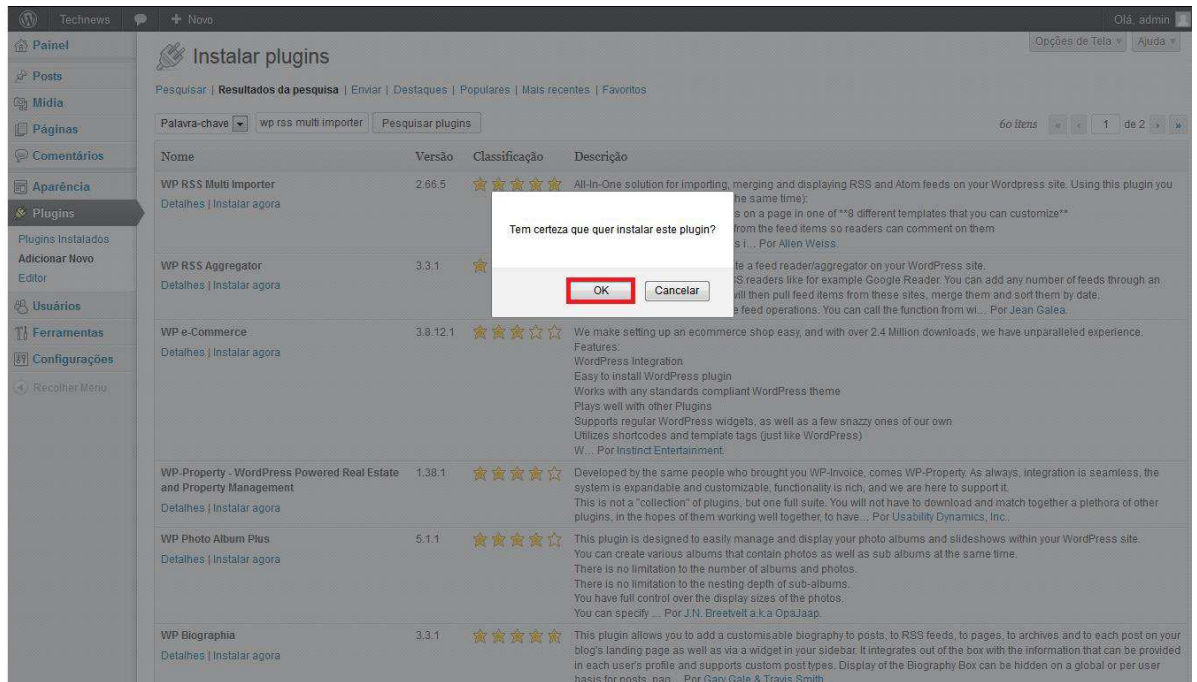 Technews + Novo Olá, admin
Painel
Posts
Mídia
Páginas
Comentários
Aparência
Plugins
Plugins Instalados
Adicionar Novo
Editor
Usuários
Ferramentas
Configurações
Recolher Menu
Opções de Tela Ajuda
Instalar plugins
Pesquisar | Resultados da pesquisa | Enviar | Destaques | Populares | Mais recentes | Favoritos
Palavra-chave wp rss multi importer Pesquisar plugins 60 itens « ‹ 1 de 2 › »
Nome Versão Classificação Descrição
WP RSS Multi Importer 2.66.5 All-In-One solution for importing, merging and displaying RSS and Atom feeds on your Wordpress site. Using this plugin you
Detalhes | Instalar agora he same time):
s on a page in one of **8 different templates that you can customize**
from the feed items so readers can comment on them
s i... Por Allen Weiss.
Tem certeza que quer instalar este plugin?
OK Cancelar
WP RSS Aggregator 3.3.1 te a feed reader/aggregator on your WordPress site.
Detalhes | Instalar agora S readers like for example Google Reader. You can add any number of feeds through an
vill then pull feed items from these sites, merge them and sort them by date.
e feed operations. You can call the function from wi... Por Jean Galea.
WP e-Commerce 3.8.12.1 We make setting up an ecommerce shop easy, and with over 2.4 Million downloads, we have unparalleled experience.
Detalhes | Instalar agora Features:
WordPress Integration
Easy to install WordPress plugin
Works with any standards compliant WordPress theme
Plays well with other Plugins
Supports regular WordPress widgets, as well as a few snazzy ones of our own
Utilizes shortcodes and template tags (just like WordPress)
W... Por Instinct Entertainment.
WP-Property - WordPress Powered Real Estate 1.38.1 Developed by the same people who brought you WP-Invoice, comes WP-Property. As always, integration is seamless, the
and Property Management system is expandable and customizable, functionality is rich, and we are here to support it.
Detalhes | Instalar agora This is not a "collection" of plugins, but one full suite. You will not have to download and match together a plethora of other
plugins, in the hopes of them working well together, to have... Por Usability Dynamics, Inc..
WP Photo Album Plus 5.1.1 This plugin is designed to easily manage and display your photo albums and slideshows within your WordPress site.
Detalhes | Instalar agora You can create various albums that contain photos as well as sub albums at the same time.
There is no limitation to the number of albums and photos.
There is no limitation to the nesting depth of sub-albums.
You have full control over the display sizes of the photos.
You can specify ... Por J.N. Breetvelt a.k.a OpaJaap.
WP Biographia 3.3.1 This plugin allows you to add a customisable biography to posts, to RSS feeds, to pages, to archives and to each post on your
Detalhes | Instalar agora blog's landing page as well as via a widget in your sidebar. It integrates out of the box with the information that can be provided
in each user's profile and supports custom post types. Display of the Biography Box can be hidden on a global or per user
basis for posts, pag... Por Gary Gale & Travis Smith.